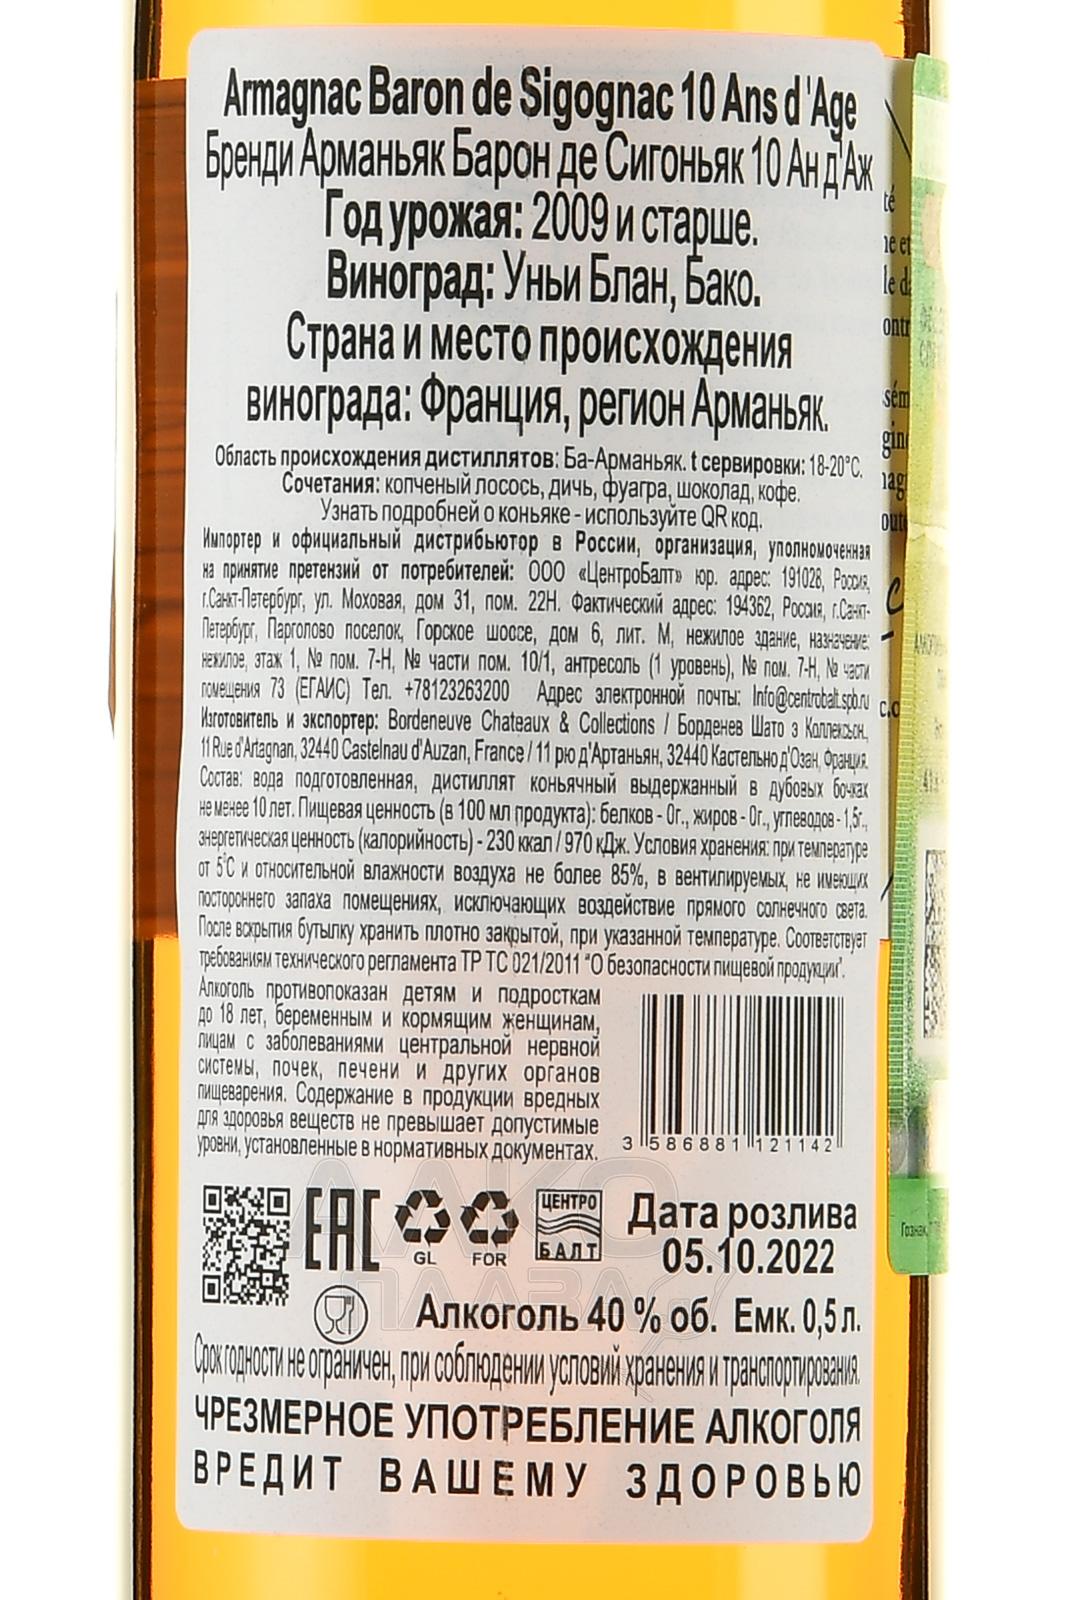 Armagnac Baron de Sigognac 10 Ans d 'Age
Бренди Арманьяк Барон де Сигоньяк 10 Ан д'Аж
Год урожая: 2009 и старше.
Виноград: Уньи Блан, Бако.
Страна и место происхождения
винограда: Франция, регион Арманьяк.
Область происхождения дистиллятов: Ба-Арманьяк. t сервировки: 18-20°C.
Сочетания: копченый лосось, дичь, фуагра, шоколад, кофе.
Узнать подробней о коньяке - используйте QR код.
Импортер и официальный дистрибьютор в России, организация, уполномоченная
на принятие претензий от потребителей: ООО «ЦентроБалт» юр. адрес: 191028, Россия,
г.Санкт-Петербург, ул. Моховая, дом 31, пом. 22Н. Фактический адрес: 194362, Россия, г.Санкт-
Петербург, Парголово поселок, Горское шоссе, дом 6, лит. М, нежилое здание, назначение:
нежилое, этаж 1, № пом. 7-Н, № части пом. 10/1, антресоль (1 уровень), № пом. 7-Н, № части
помещения 73 (ЕГАИС) Тел. +78123263200 Адрес электронной почты: Info@centrobalt.spb.ru
Изготовитель и экспортер: Bordeneuve Chateaux & Collections / Борденев Шато э Коллексьон.,
11 Rue d'Artagnan, 32440 Castelnau d'Auzan, France / 11 рю д'Артаньян, 32440 Кастельно д'Озан, Франция.
Состав: вода подготовленная, дистиллят коньячный выдержанный в дубовых бочках
не менее 10 лет. Пищевая ценность (в 100 мл продукта): белков - 0г., жиров - 0г., углеводов - 1,5г.,
энергетическая ценность (калорийность) - 230 ккал / 970 кДж. Условия хранения: при температуре
от 5°C и относительной влажности воздуха не более 85%, в вентилируемых, не имеющих
постороннего запаха помещениях, исключающих воздействие прямого солнечного света.
После вскрытия бутылку хранить плотно закрытой, при указанной температуре. Соответствует
требованиям технического регламента ТР ТС 021/2011 "О безопасности пищевой продукции".
Алкоголь противопоказан детям и подросткам
до 18 лет, беременным и кормящим женщинам,
лицам с заболеваниями центральной нервной
системы, почек, печени и других органов
пищеварения. Содержание в продукции вредных
для здоровья веществ не превышает допустимые
уровни, установленные в нормативных документах.
3 586881 121142
EAC
GL
FOR
ЦЕНТРО
БАЛТ
Дата розлива
05.10.2022
АЛКО
ПЛАЗА
Алкоголь 40 % об. Емк. 0,5 л.
Срок годности не ограничен, при соблюдении условий хранения и транспортирования.
ЧРЕЗМЕРНОЕ УПОТРЕБЛЕНИЕ АЛКОГОЛЯ
ВРЕДИТ ВАШЕМУ ЗДОРОВЬЮ